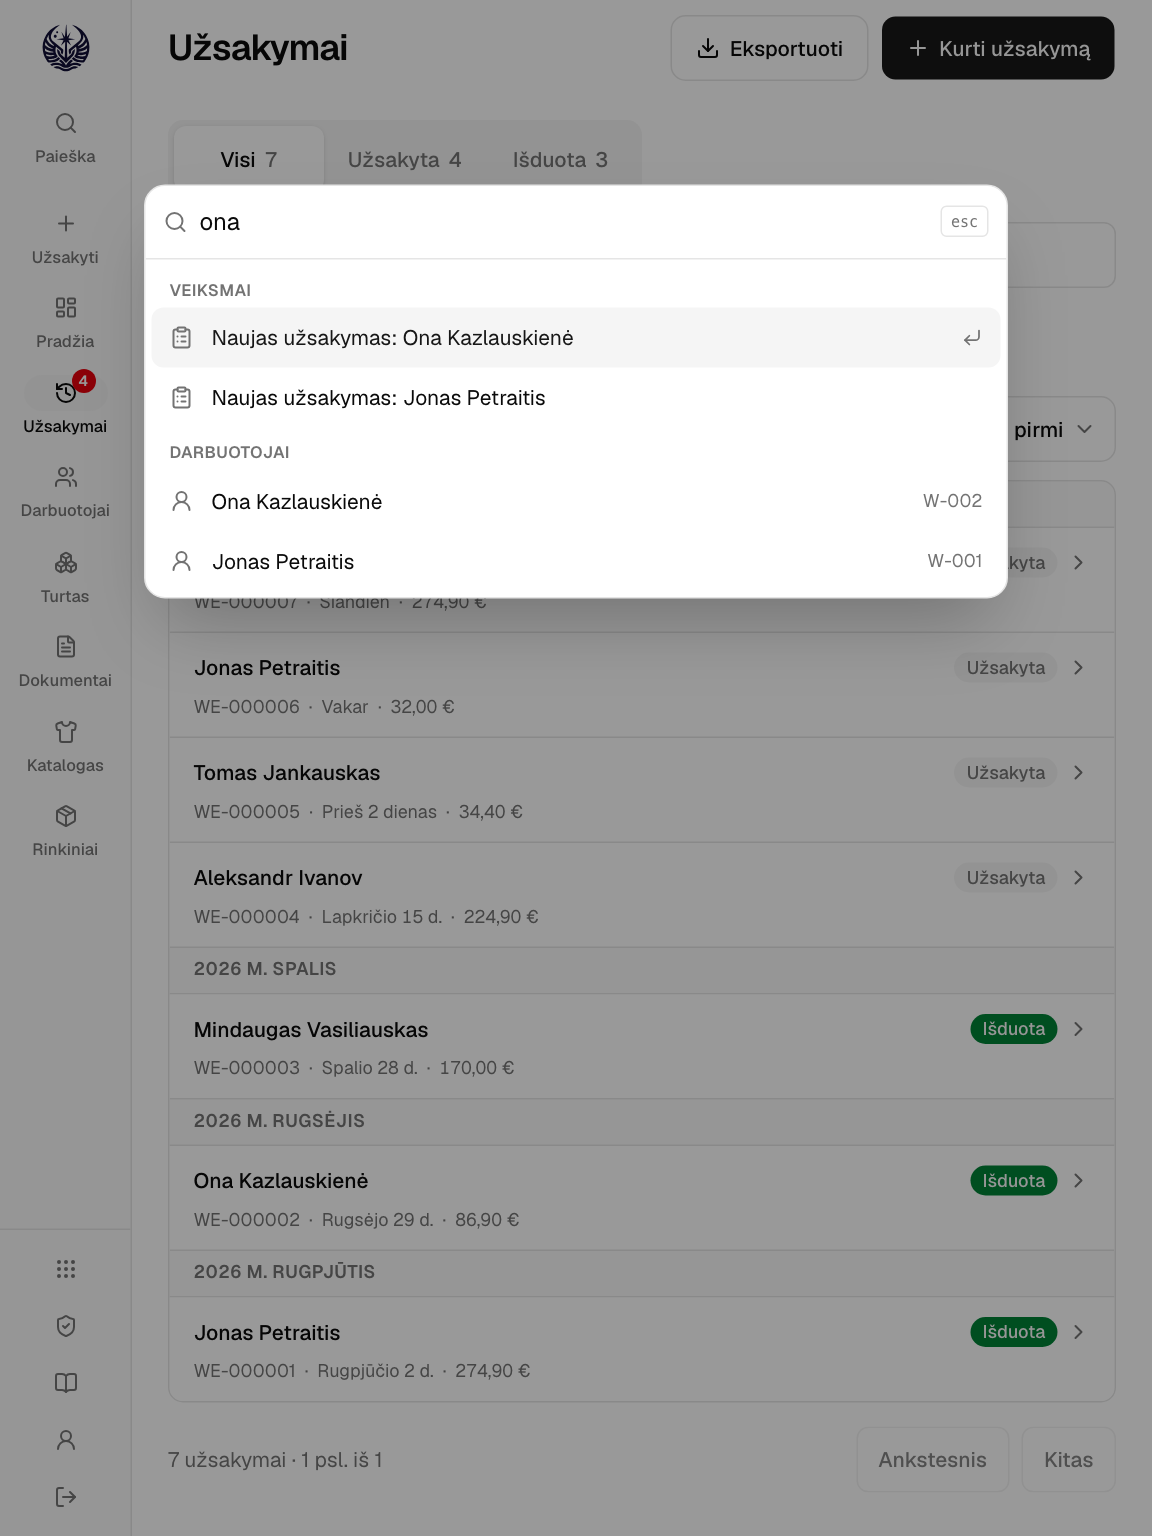 Užsakymai
Eksportuoti
Kurti užsakymą
Paieška
Užsakyti
Pradžia
4
Užsakymai
Darbuotojai
Turtas
Dokumentai
Katalogas
Rinkiniai
Visi 7
Užsakyta 4
Išduota 3
ona
esc
VEIKSMAI
Naujas užsakymas: Ona Kazlauskienė
Naujas užsakymas: Jonas Petraitis
DARBUOTOJAI
Ona Kazlauskienė W-002
Jonas Petraitis W-001
pirmi
WE-000007 · Šiandien · 274,90 €
Jonas Petraitis Užsakyta
WE-000006 · Vakar · 32,00 €
Tomas Jankauskas Užsakyta
WE-000005 · Prieš 2 dienas · 34,40 €
Aleksandr Ivanov Užsakyta
WE-000004 · Lapkričio 15 d. · 224,90 €
2026 M. SPALIS
Mindaugas Vasiliauskas Išduota
WE-000003 · Spalio 28 d. · 170,00 €
2026 M. RUGSĖJIS
Ona Kazlauskienė Išduota
WE-000002 · Rugsėjo 29 d. · 86,90 €
2026 M. RUGPJŪTIS
Jonas Petraitis Išduota
WE-000001 · Rugpjūčio 2 d. · 274,90 €
7 užsakymai · 1 psl. iš 1
Ankstesnis
Kitas